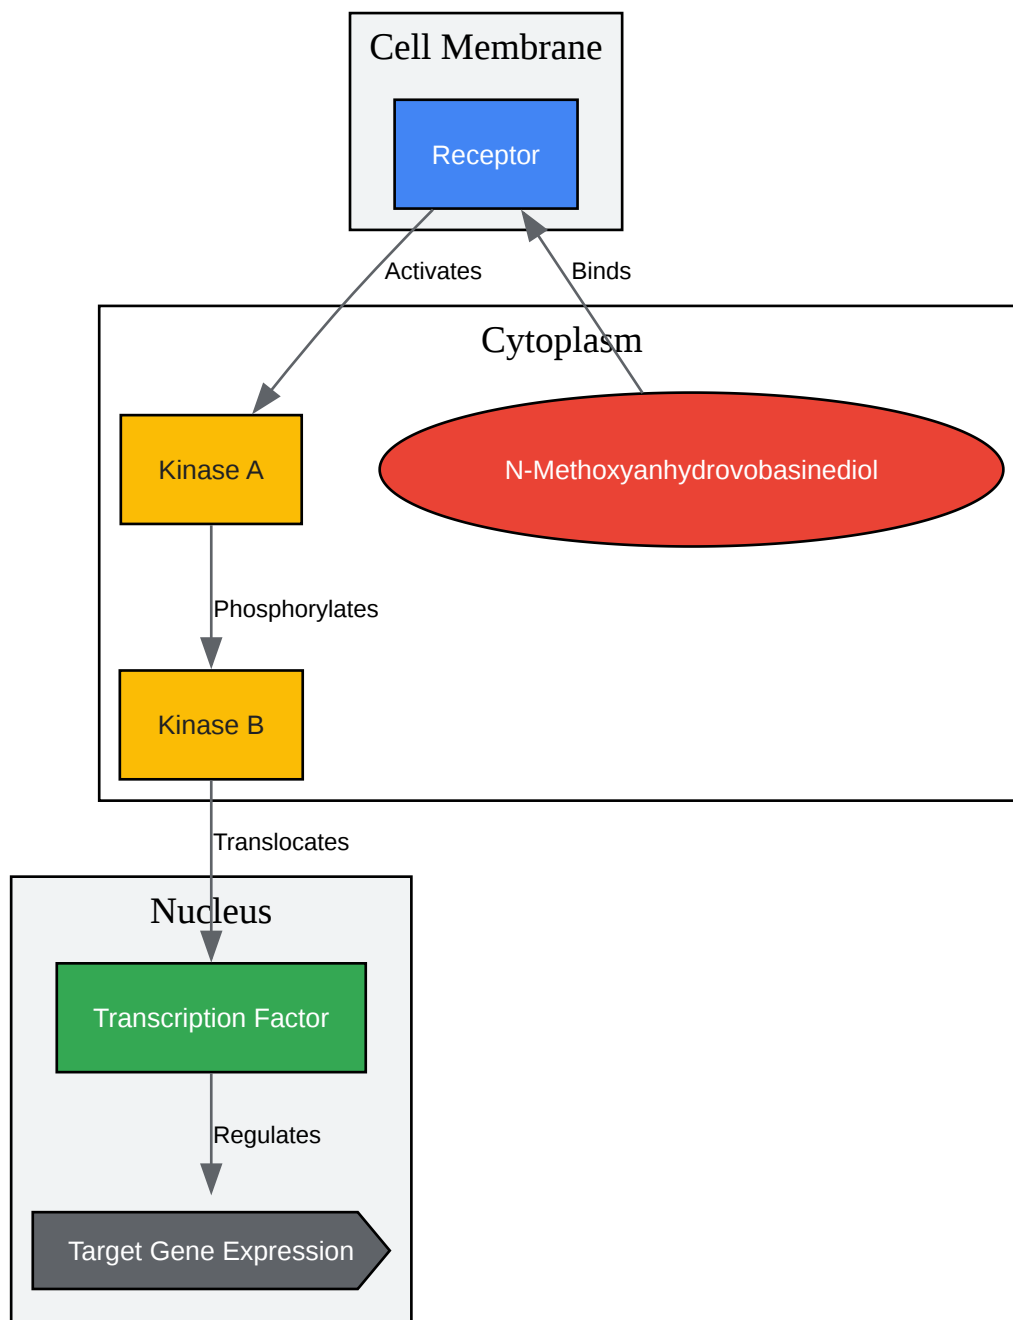 Cell Membrane
Receptor
Activates
Binds
Cytoplasm
Kinase A
N-Methoxyanhydrovobasinediol
Phosphorylates
Kinase B
Translocates
Nucleus
Transcription Factor
Regulates
Target Gene Expression